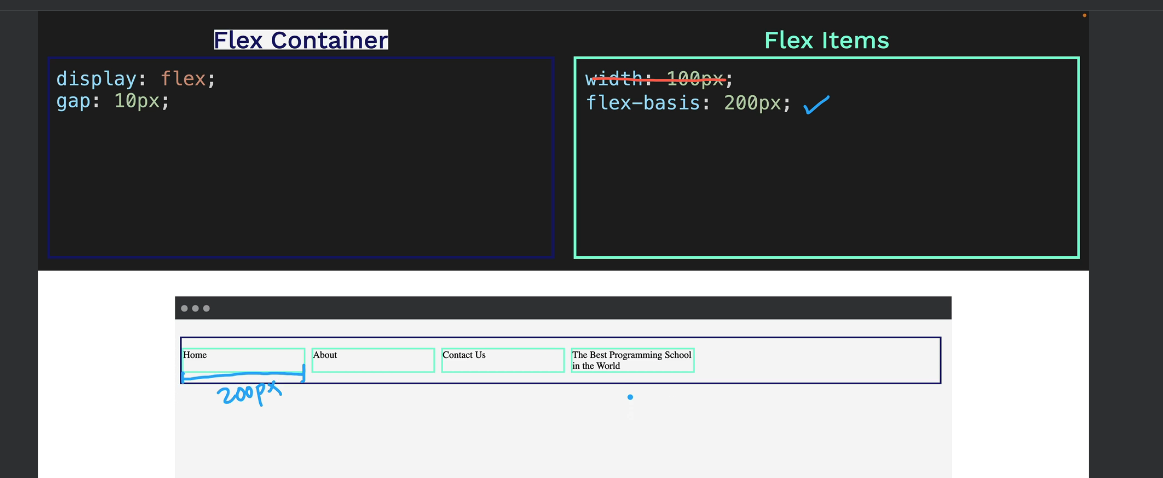 Flex Container
Flex Items
display: flex;
gap: 10px;
width: 100px;
flex-basis: 200px;
Home
About
Contact Us
The Best Programming School
in the World
200px